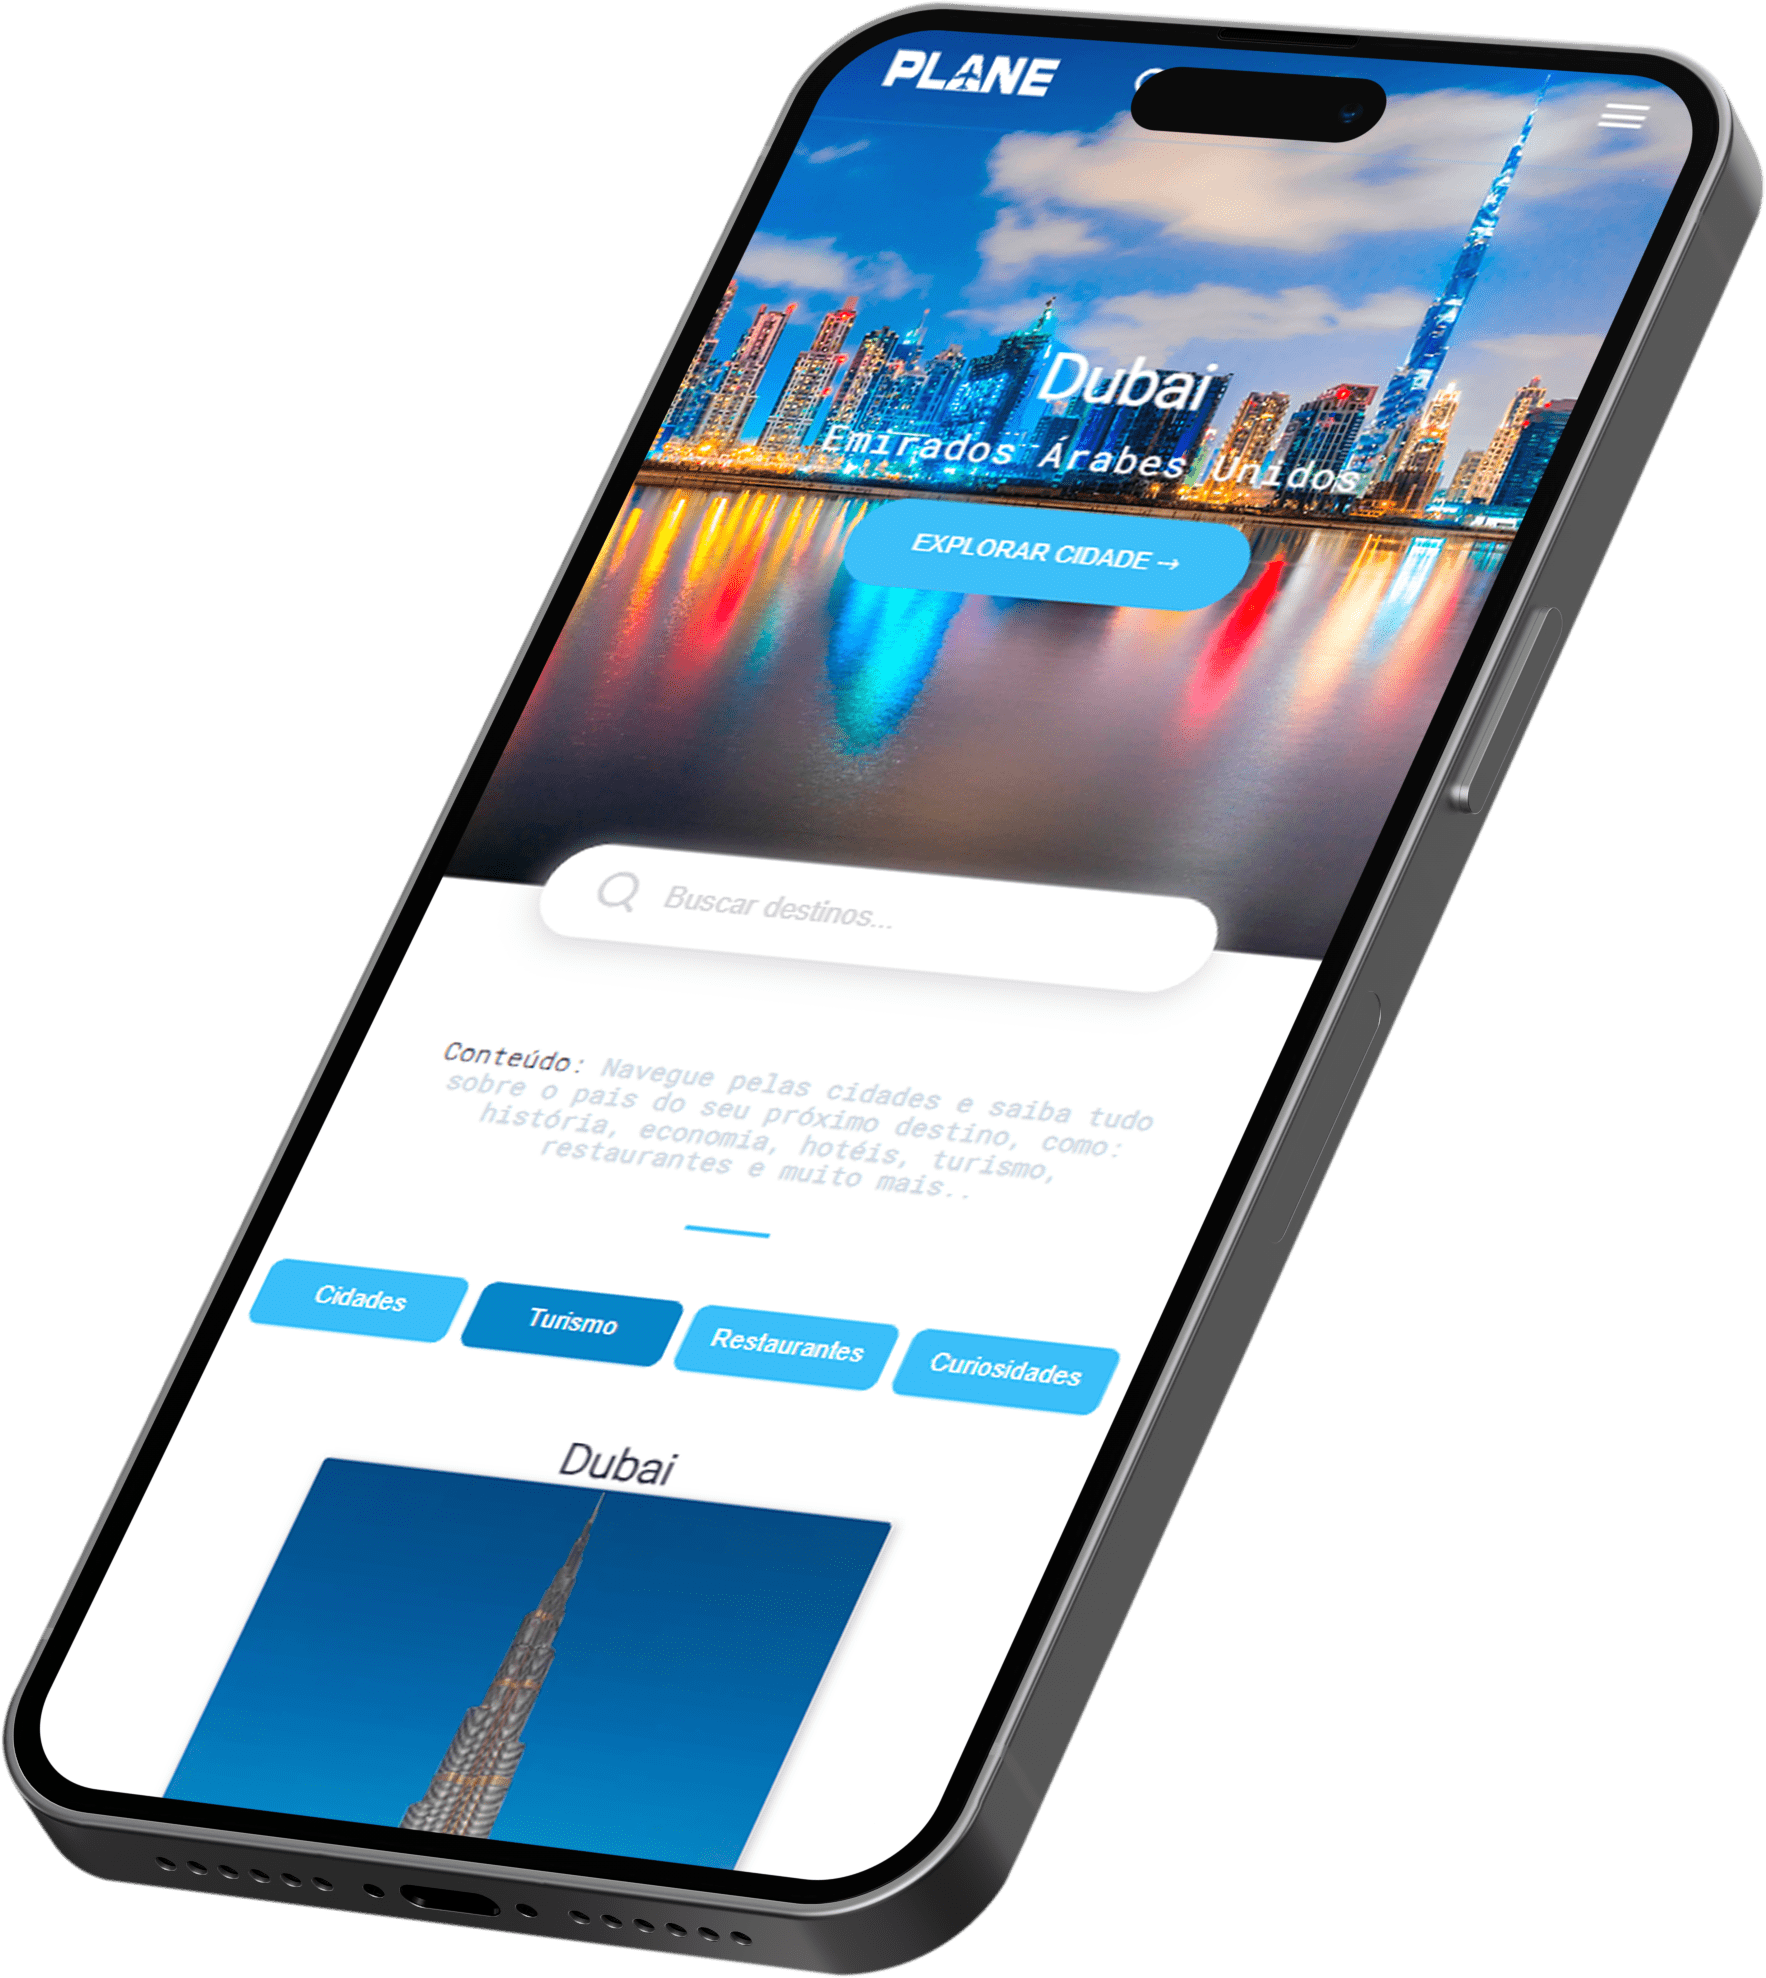 PLANE
Dubai
Emirados Árabes Unidos
EXPLORAR CIDADE →
Buscar destinos...
Conteúdo: Navegue pelas cidades e saiba tudo
sobre o pais do seu próximo destino, como:
história, economia, hotéis, turismo,
restaurantes e muito mais..
Cidades
Turismo
Restaurantes
Curiosidades
Dubai